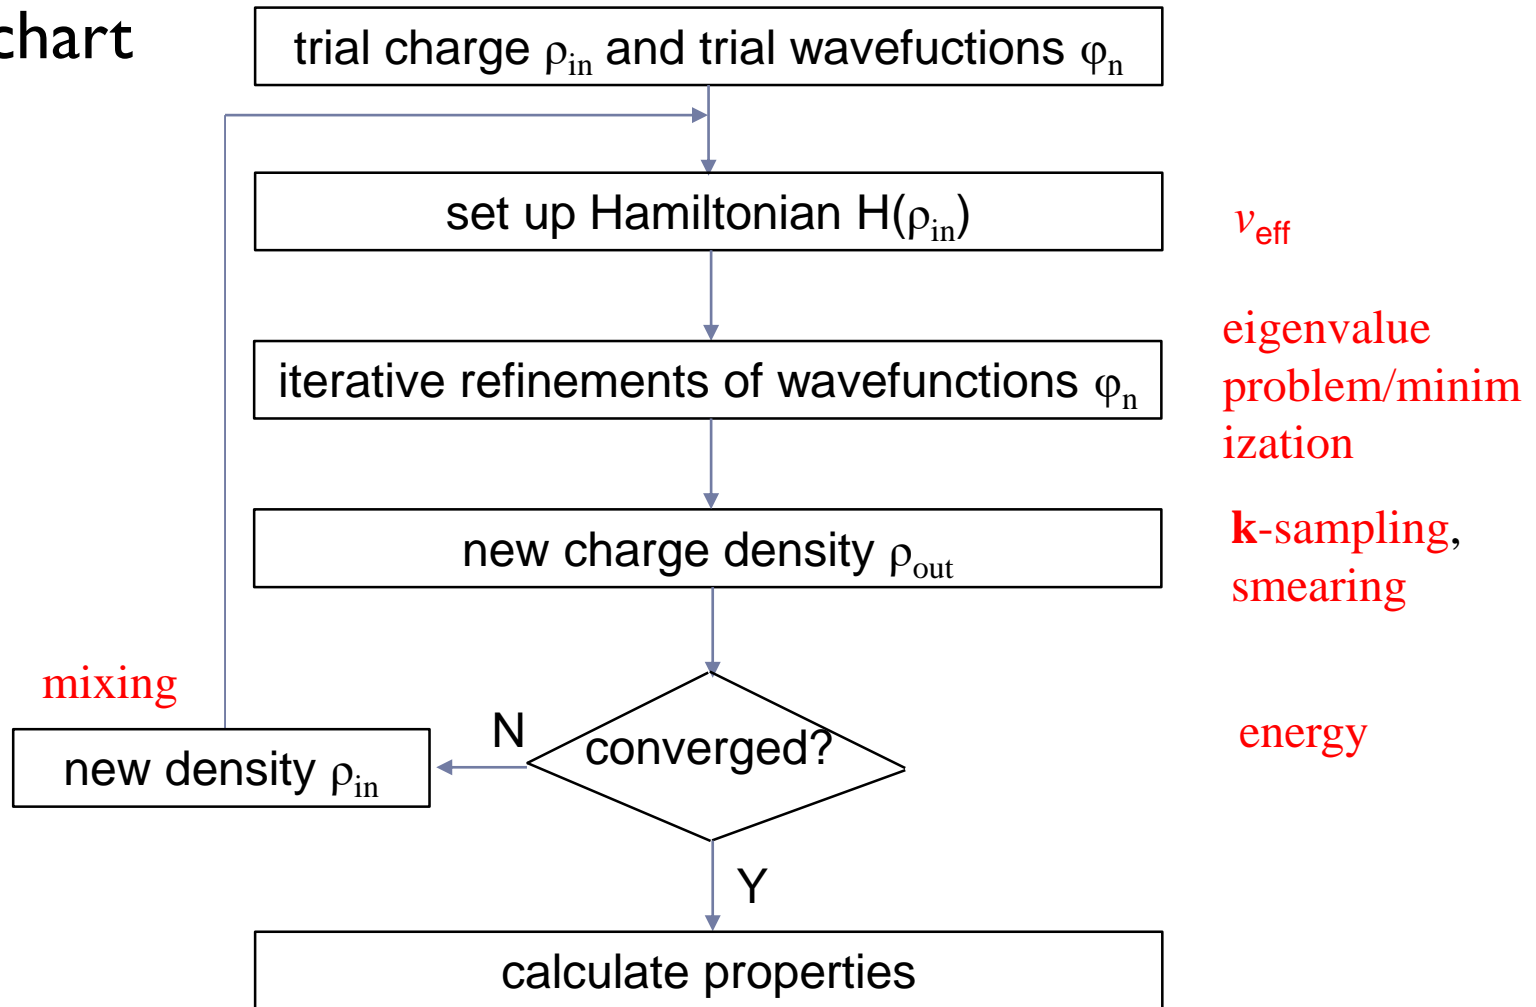 chart
trial charge ρin and trial wavefuctions φn
set up Hamiltonian H(ρin)
veff
iterative refinements of wavefunctions φn
eigenvalue
problem/minim
ization
new charge density ρout
k-sampling,
smearing
mixing
new density ρin
N
converged?
energy
Y
calculate properties